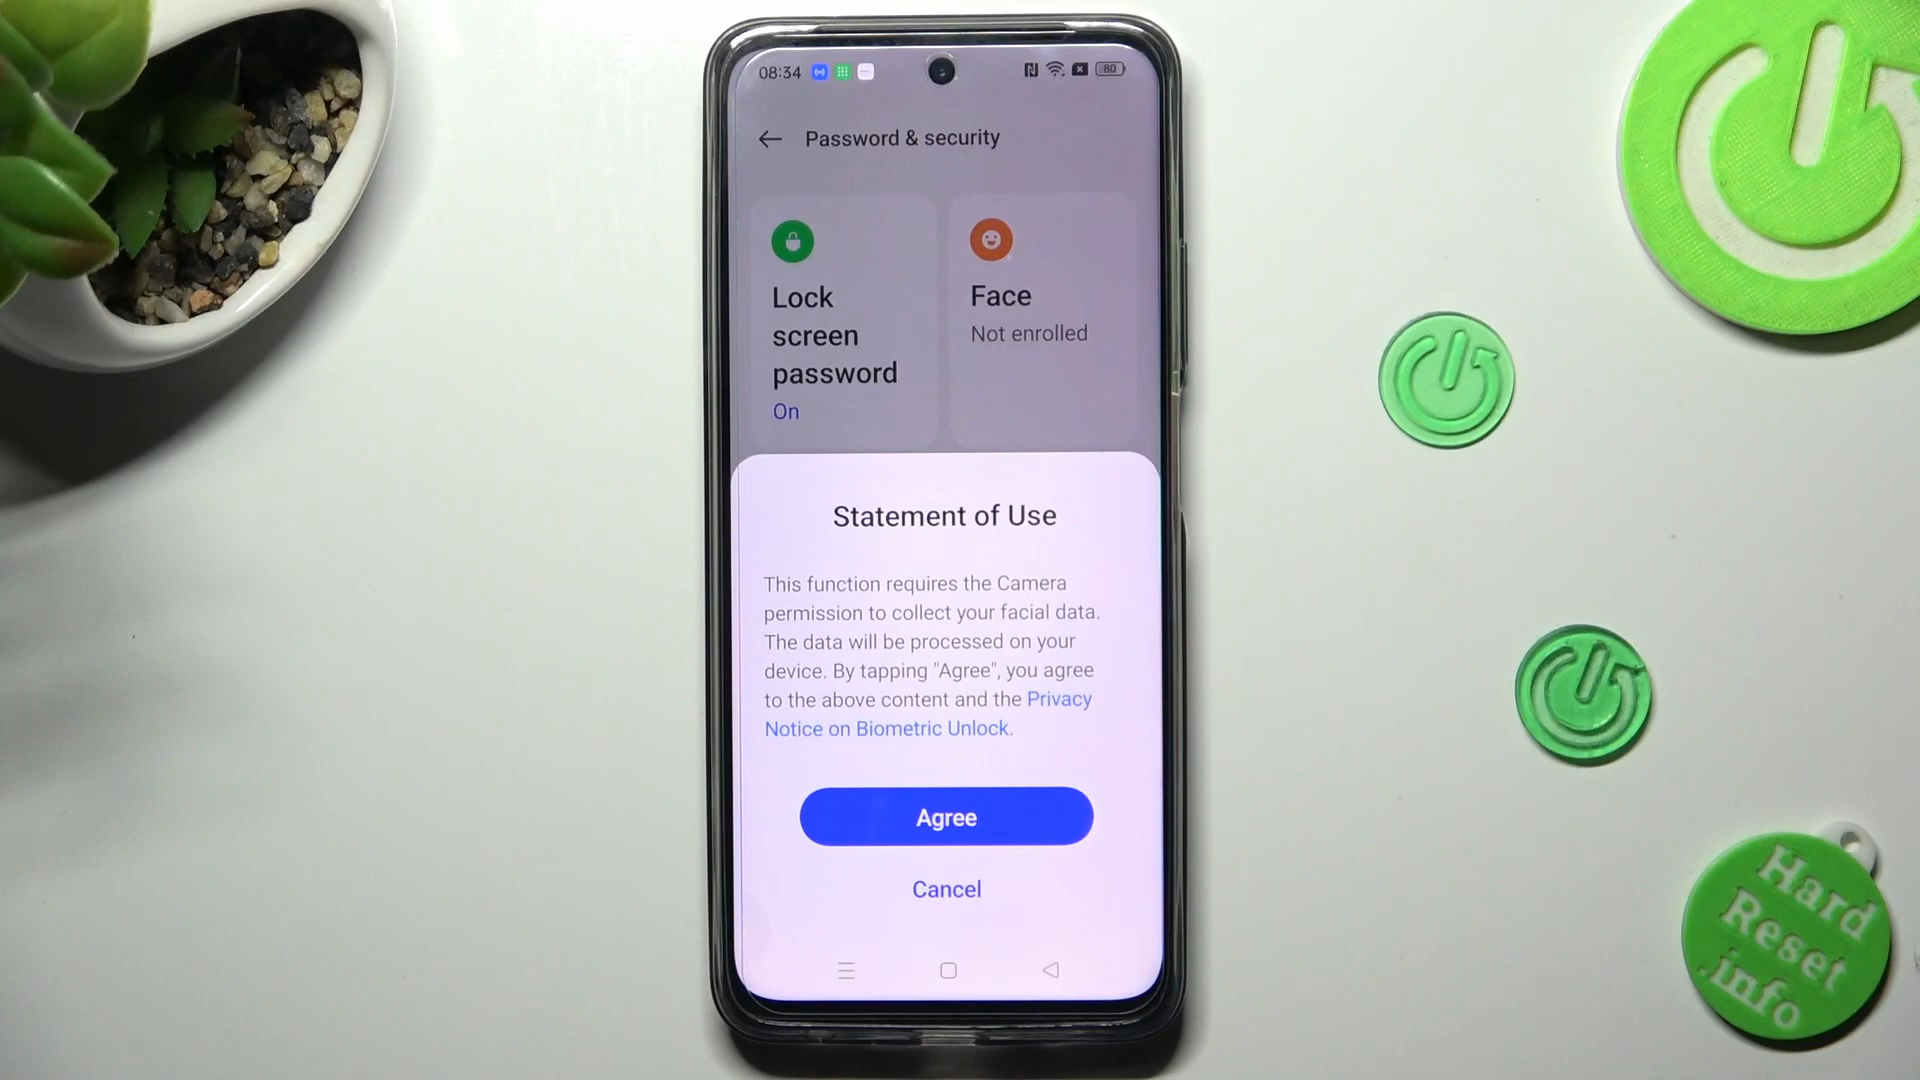 08:34
80
Password & security
Lock
screen
password
On
Face
Not enrolled
Statement of Use
This function requires the Camera
permission to collect your facial data.
The data will be processed on your
device. By tapping "Agree", you agree
to the above content and the Privacy
Notice on Biometric Unlock.
Agree
Cancel
Hard
Reset
.info